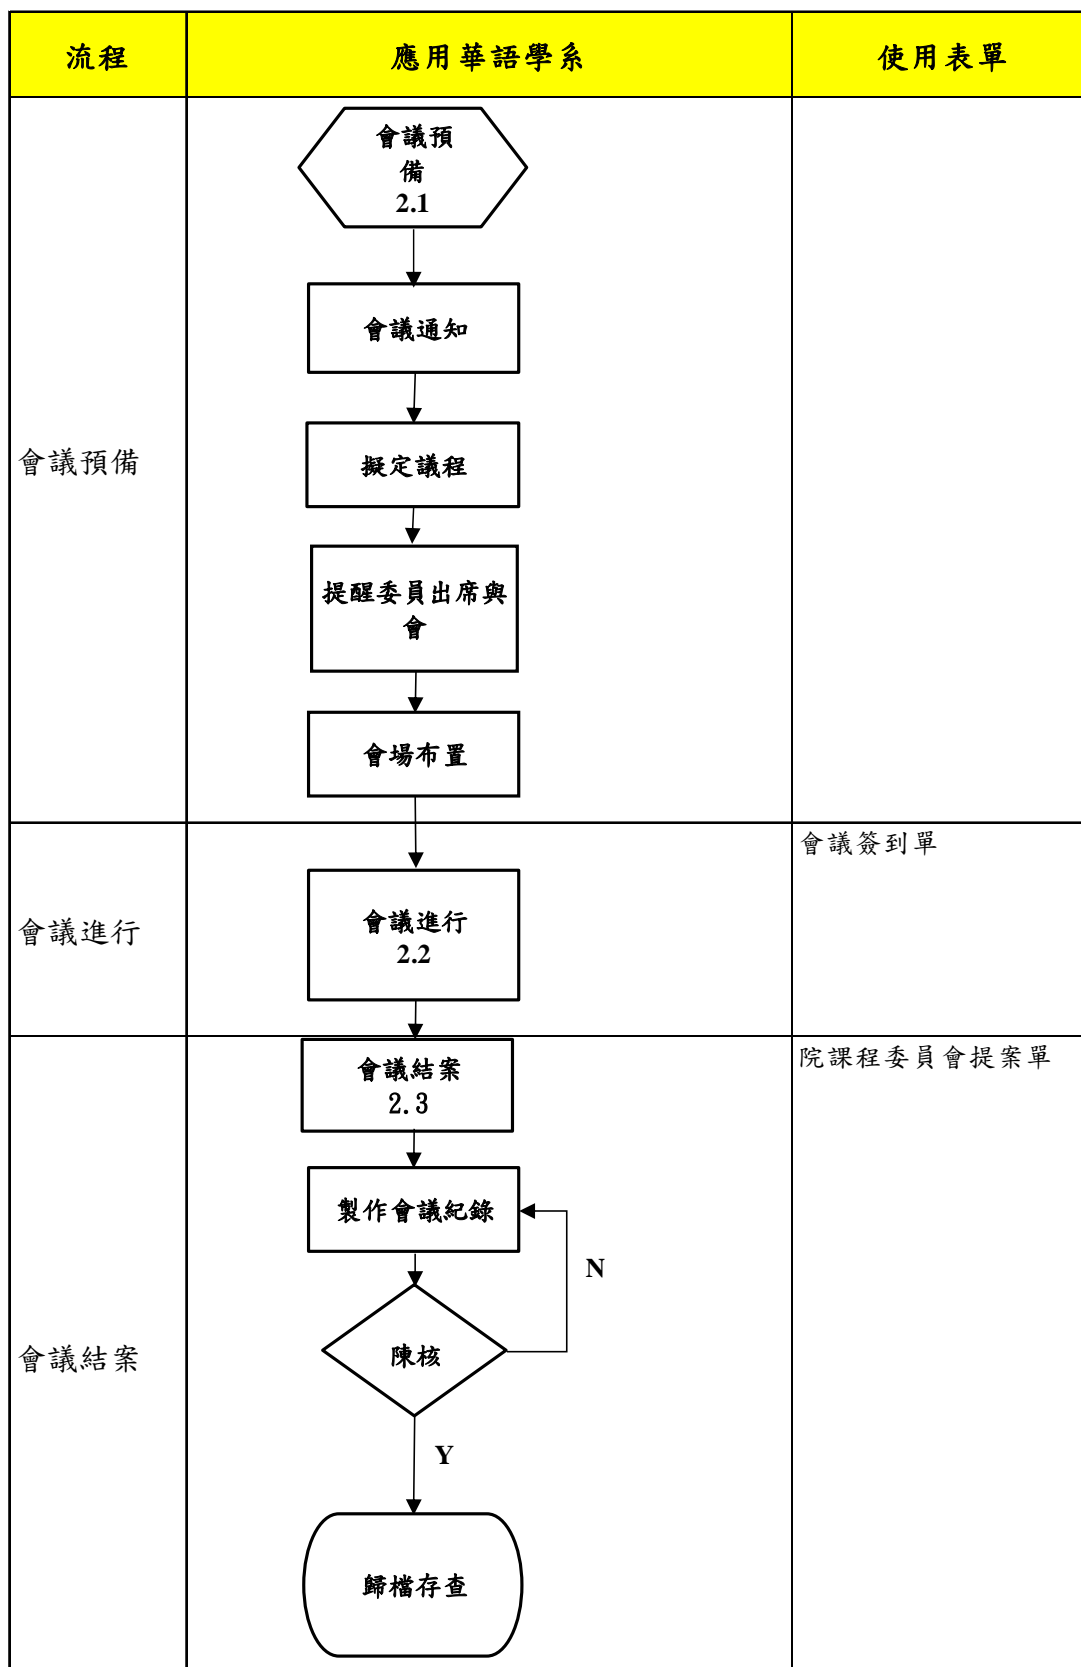 流程
應用華語學系
使用表單
會議預備
會議預
備
2.1
會議通知
擬定議程
提醒委員出席與
會
會場布置
會議進行
會議進行
2.2
會議簽到單
會議結案
會議結案
2.3
院課程委員會提案單
製作會議紀錄
N
陳核
Y
歸檔存查